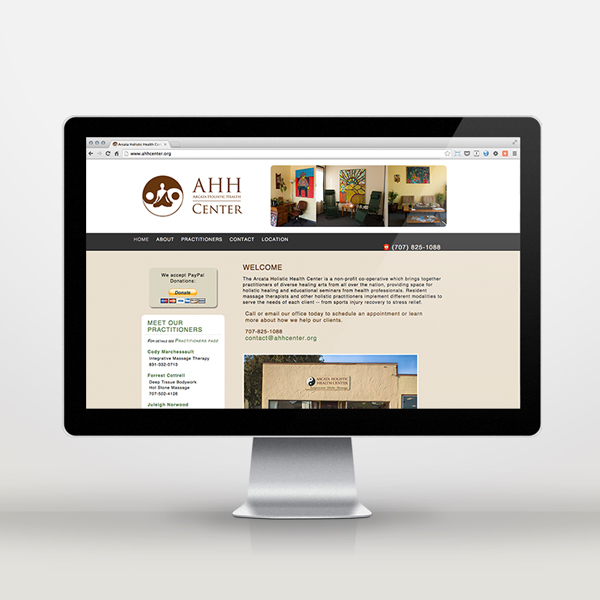 Arcata Holistic Health Cen
www.ahhcenter.org
AHH
ARCATA HOLISTIC HEALTH
CENTER
HOME ABOUT PRACTITIONERS CONTACT LOCATION
(707) 825-1088
We accept PayPal
Donations:
Donate
MEET OUR
PRACTITIONERS
FOR DETAILS SEE PRACTITIONERS PAGE
Cody Marchessault
Integrative Massage Therapy
831-332-0710
Forrest Cottrell
Deep Tissue Bodywork
Hot Stone Massage
707-502-4126
Juleigh Norwood
WELCOME
The Arcata Holistic Health Center is a non-profit co-operative which brings together
practitioners of diverse healing arts from all over the nation, providing space for
holistic healing and educational seminars from health professionals. Resident
massage therapists and other holistic practitioners implement different modalities to
serve the needs of each client -- from sports injury recovery to stress relief.
Call or email our office today to schedule an appointment or learn
more about how we help our clients.
707-825-1088
contact@ahhcenter.org
ARCATA HOLISTIC
HEALTH CENTER